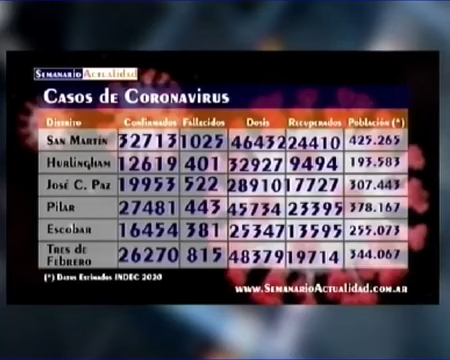 Semanario Actualidad
Casos de Coronavirus
Distrito Confirmados Fallecidos Dosis Recuperados Población (*)
San Martín 32713 1025 46432 24410 425.265
Hurlingham 12619 401 32927 9494 193.583
José C. Paz 19953 522 28910 17727 307.443
Pilar 27481 443 45734 23395 378.167
Escobar 16454 381 25347 13595 255.073
Tres de
Febrero 26270 815 48379 19714 344.067
(*) Datos Estimados INDEC 2020
www.SemanarioActualidad.com.ar